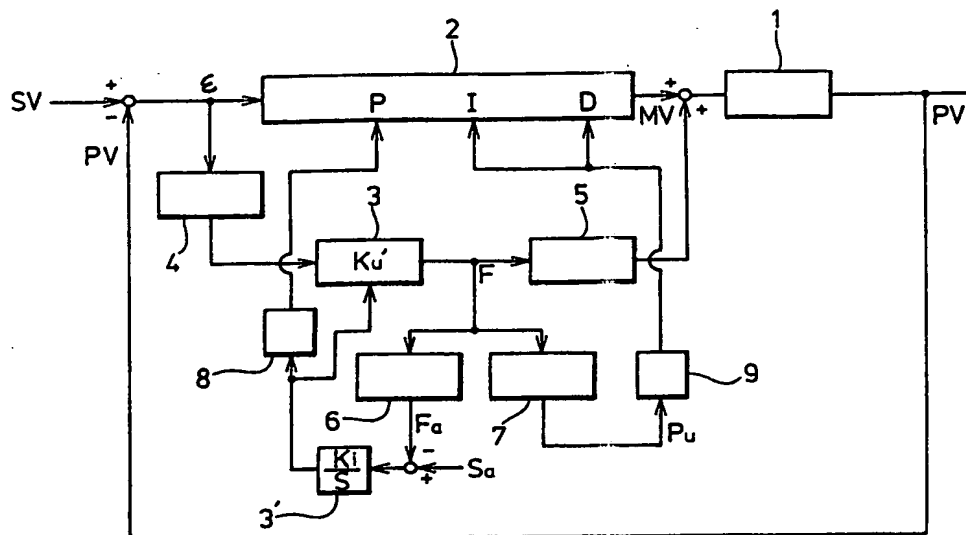 1
2
SV
+
-
ε
P I D
MV
+
+
PV
PV
4
3
Ku'
F
5
8
6
Fa
7
9
Pu
Ki
S
-
+
Sa
3'